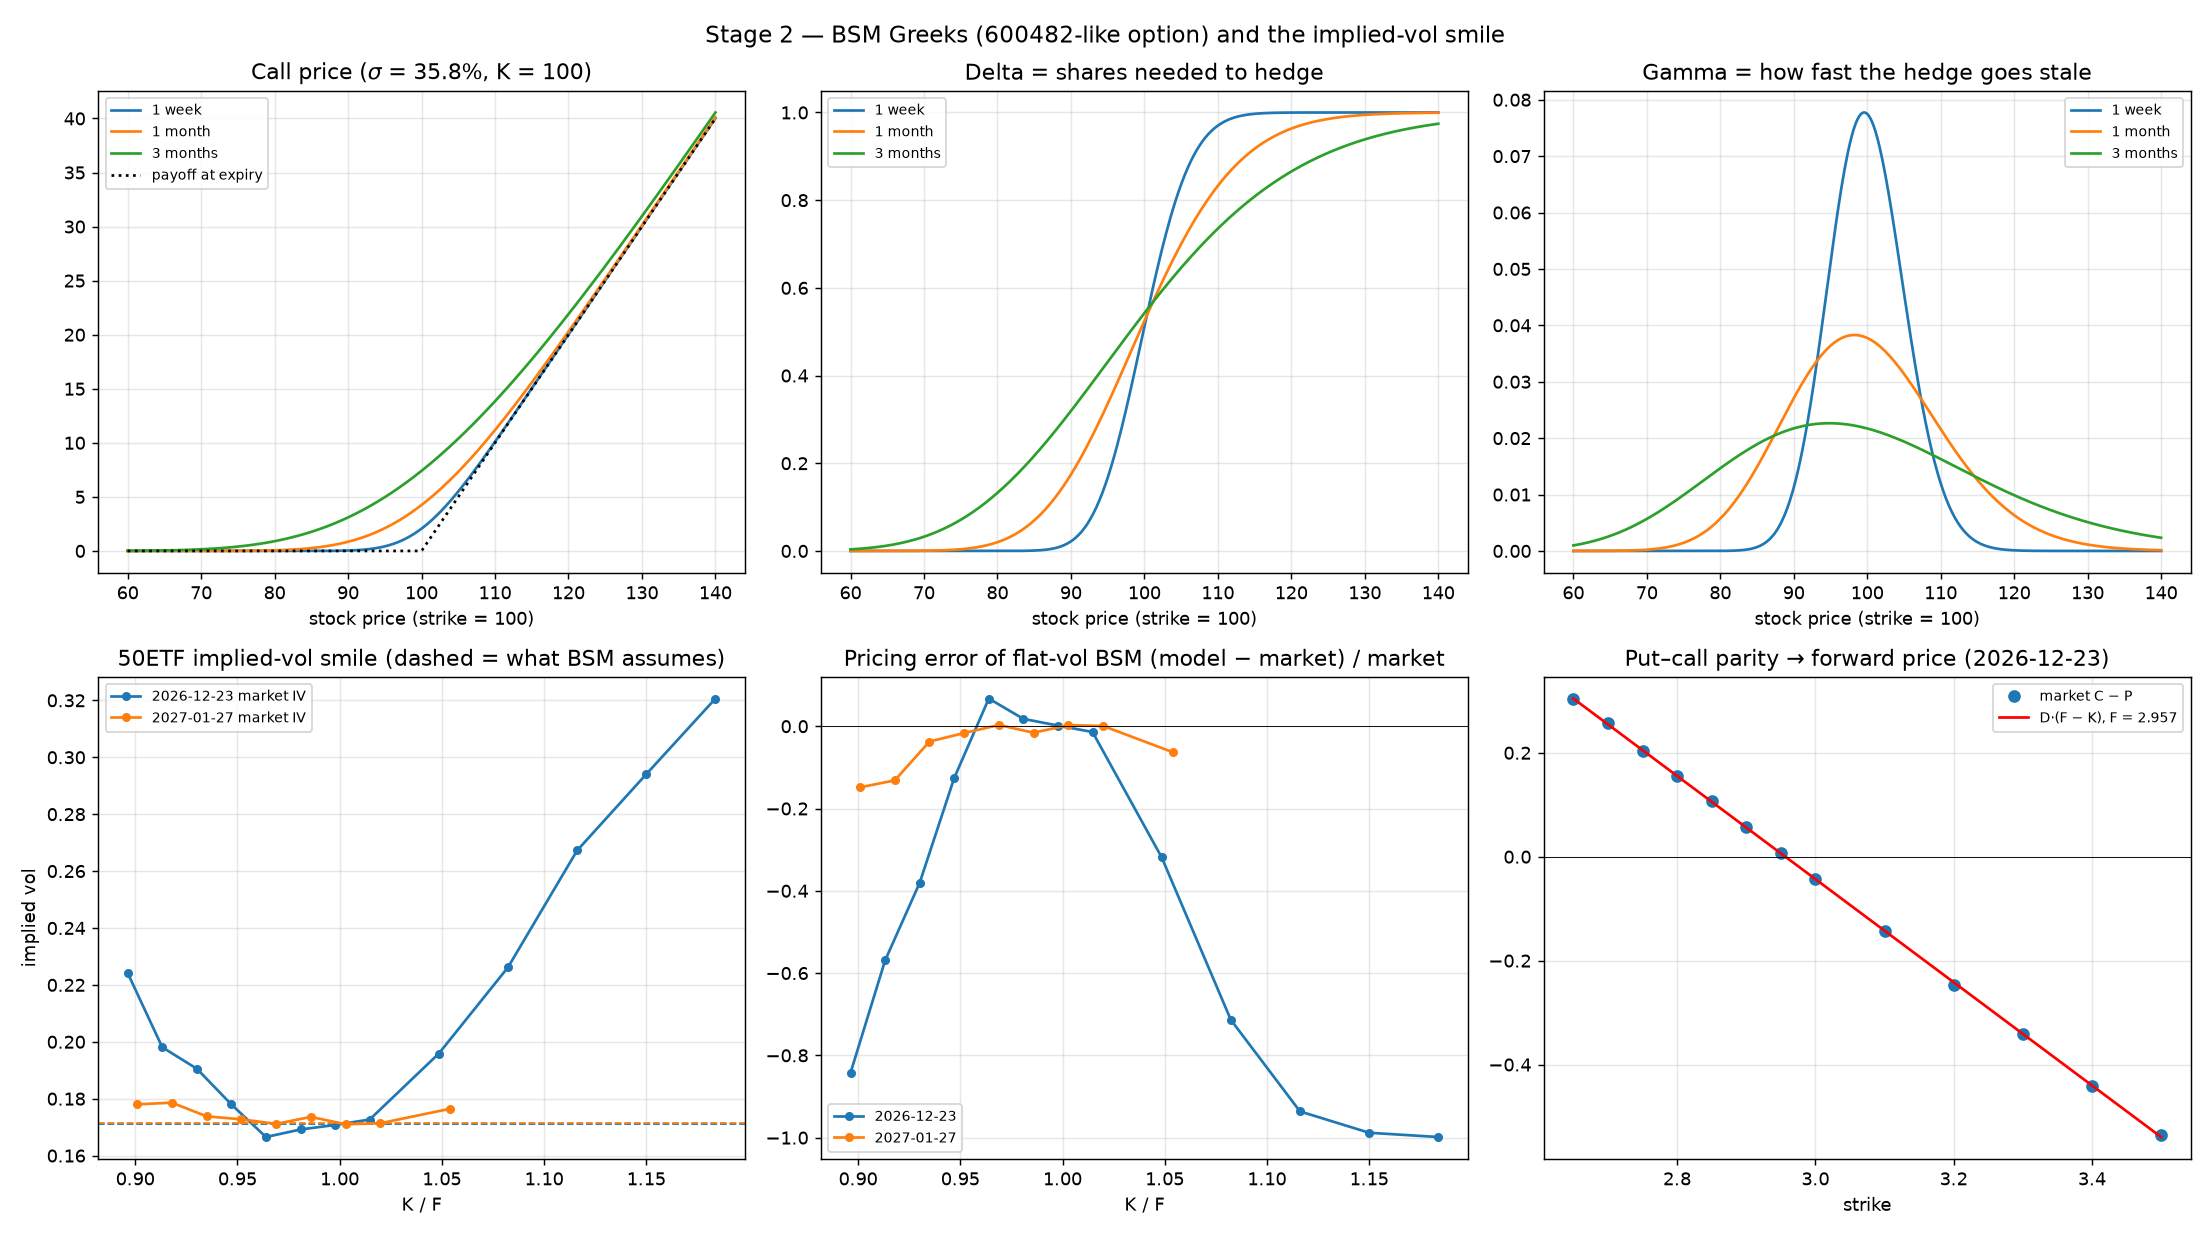 Stage 2 — BSM Greeks (600482-like option) and the implied-vol smile
Call price (σ = 35.8%, K = 100)
1 week
1 month
3 months
payoff at expiry
40
35
30
25
20
15
10
5
0
60 70 80 90 100 110 120 130 140
stock price (strike = 100)
Delta = shares needed to hedge
1 week
1 month
3 months
1.0
0.8
0.6
0.4
0.2
0.0
60 70 80 90 100 110 120 130 140
stock price (strike = 100)
Gamma = how fast the hedge goes stale
1 week
1 month
3 months
0.08
0.07
0.06
0.05
0.04
0.03
0.02
0.01
0.00
60 70 80 90 100 110 120 130 140
stock price (strike = 100)
50ETF implied-vol smile (dashed = what BSM assumes)
2026-12-23 market IV
2027-01-27 market IV
implied vol
0.32
0.30
0.28
0.26
0.24
0.22
0.20
0.18
0.16
0.90 0.95 1.00 1.05 1.10 1.15
K / F
Pricing error of flat-vol BSM (model − market) / market
0.0
−0.2
−0.4
−0.6
−0.8
−1.0
2026-12-23
2027-01-27
0.90 0.95 1.00 1.05 1.10 1.15
K / F
Put–call parity → forward price (2026-12-23)
market C − P
D·(F − K), F = 2.957
0.2
0.0
−0.2
−0.4
2.8 3.0 3.2 3.4
strike